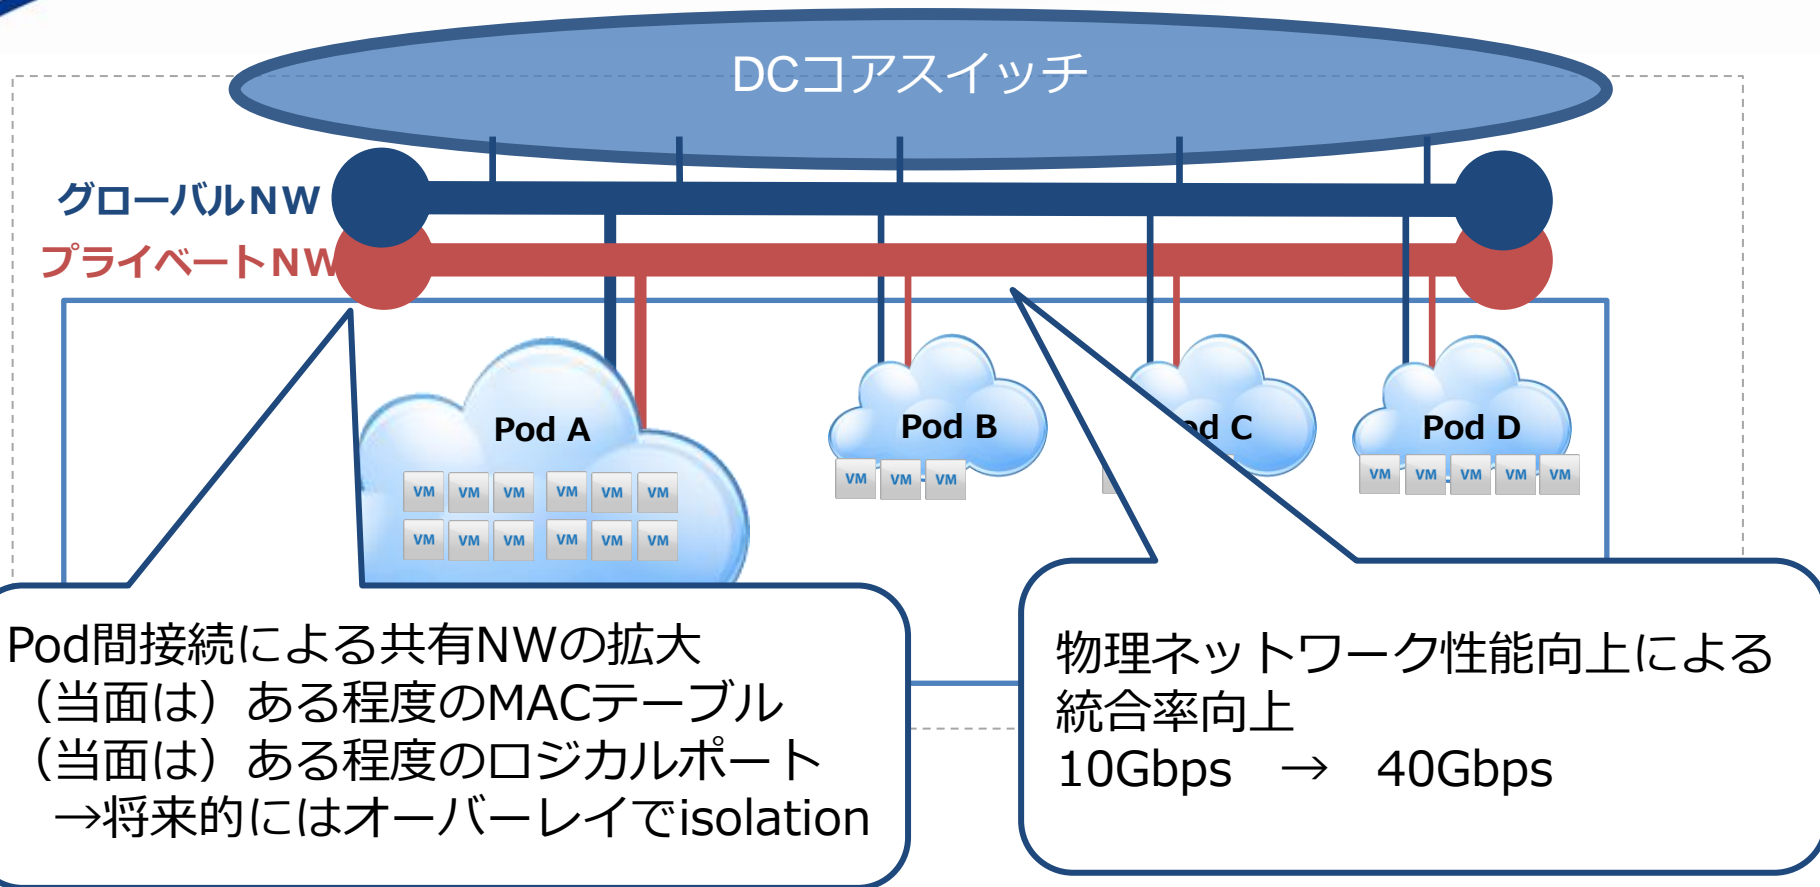 DCコアスイッチ
グローバルNW
プライベートNW
Pod A
Pod B
od C
Pod D
VM VM VM VM VM VM
VM VM VM VM VM VM
VM VM VM
VM VM VM VM VM
Pod間接続による共有NWの拡大
（当面は）ある程度のMACテーブル
（当面は）ある程度のロジカルポート
→将来的にはオーバーレイでisolation
物理ネットワーク性能向上による
統合率向上
10Gbps　→　40Gbps